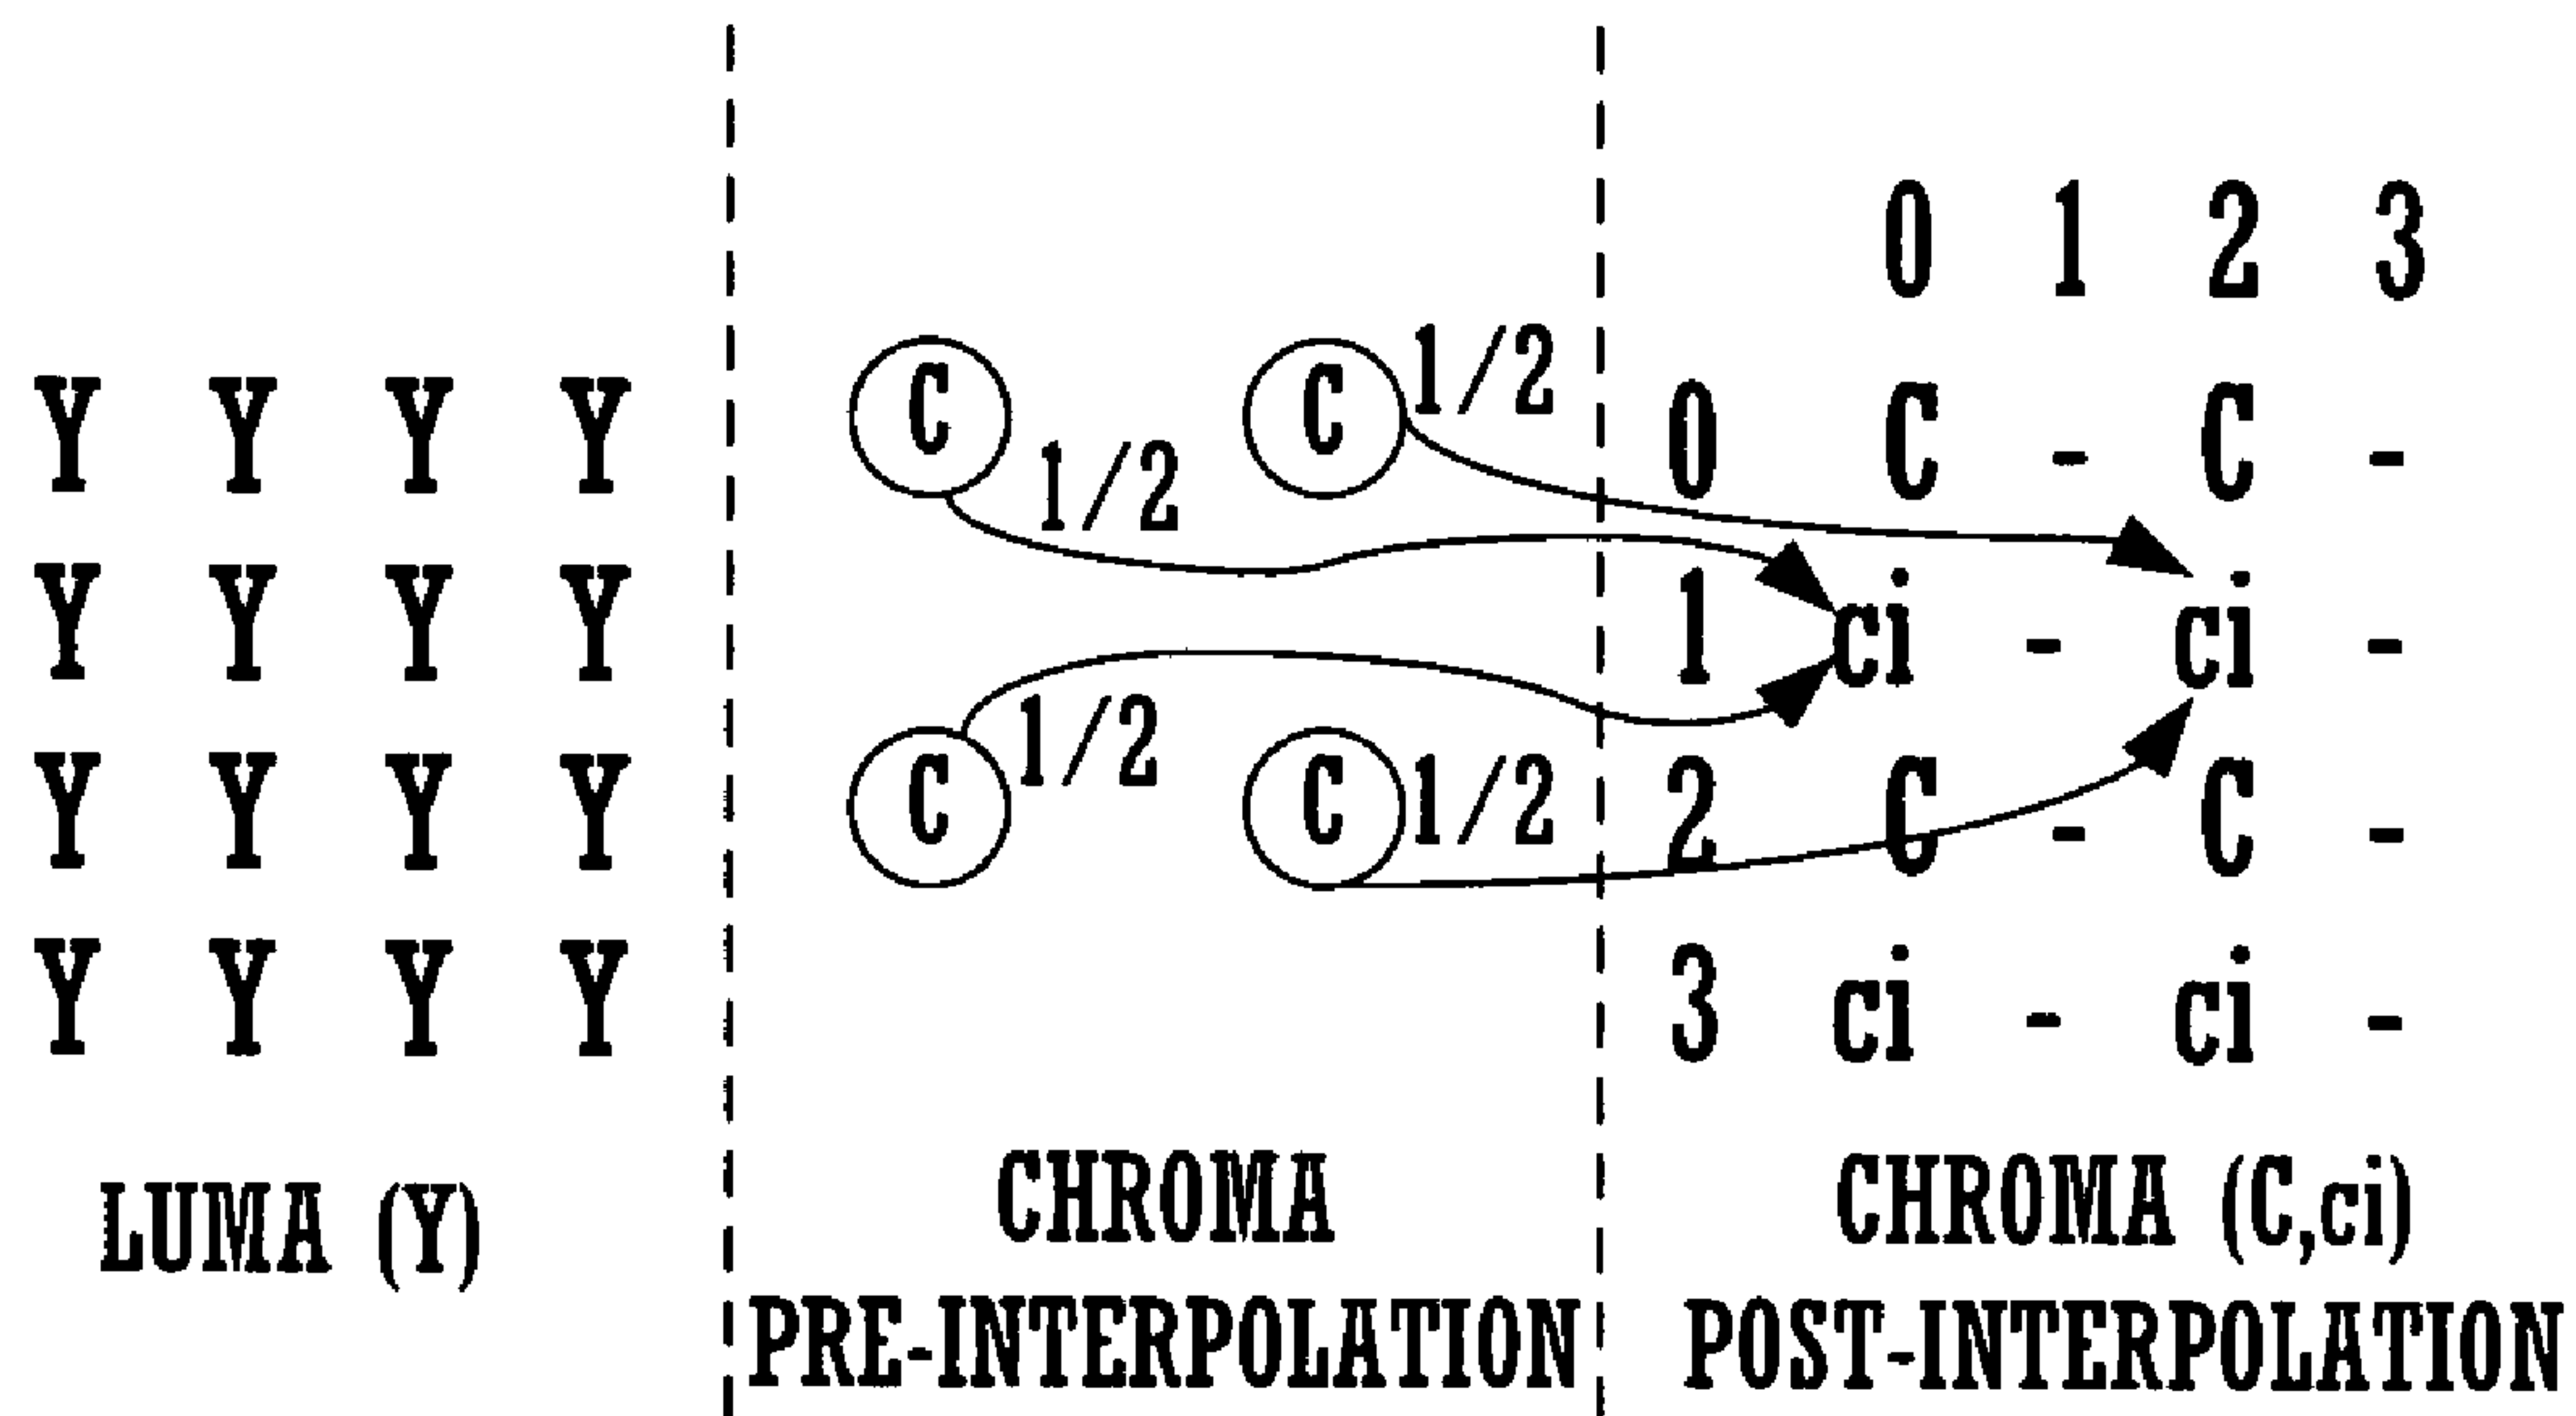 0 1 2 3
1/2
Y Y Y Y C C 0 C - C -
1/2
Y Y Y Y 1 ci - ci -
1/2 1/2
Y Y Y Y C C 2 C - C -
Y Y Y Y 3 ci - ci -
LUMA (Y)
CHROMA
PRE-INTERPOLATION
CHROMA (C,ci)
POST-INTERPOLATION